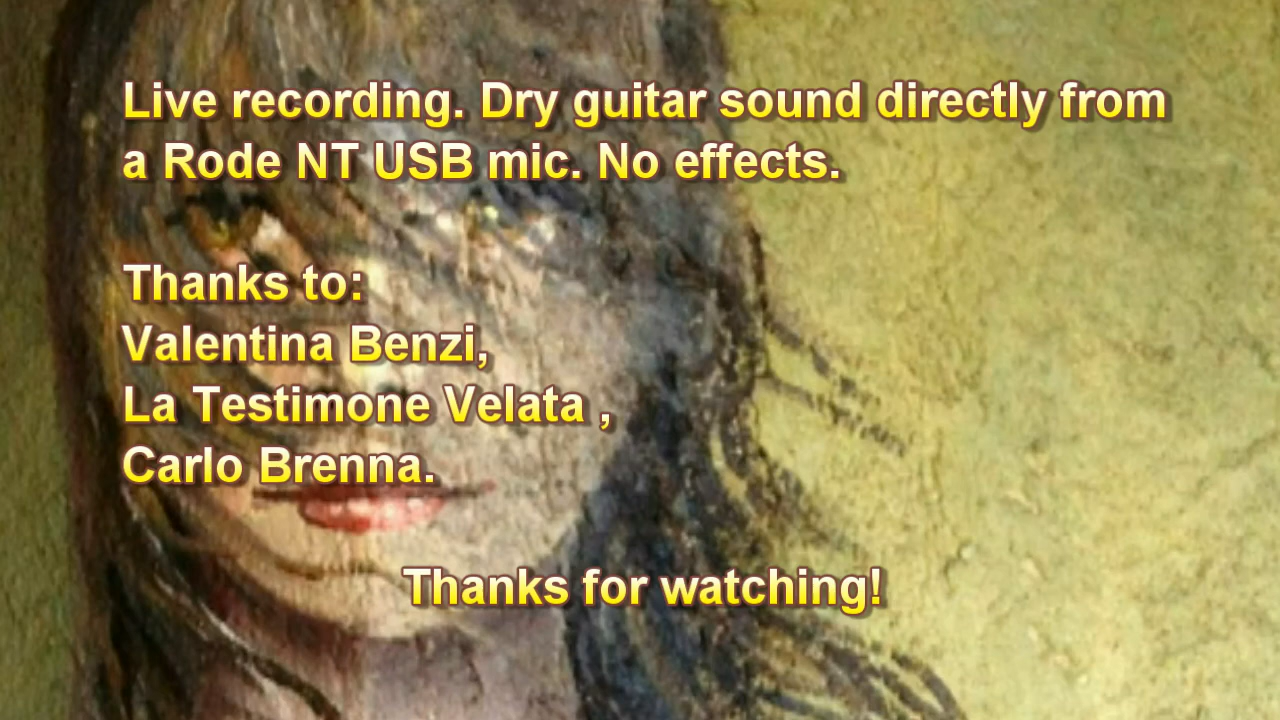 Live recording. Dry guitar sound directly from
a Rode NT USB mic. No effects.
Thanks to:
Valentina Benzi,
La Testimone Velata ,
Carlo Brenna.
Thanks for watching!